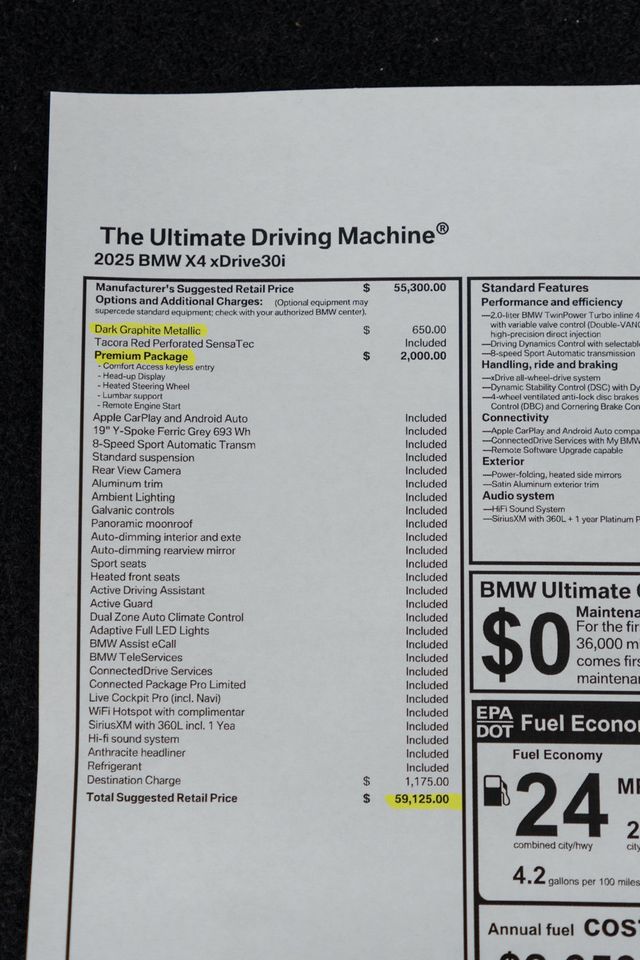 The Ultimate Driving Machine®
2025 BMW X4 xDrive30i
Manufacturer's Suggested Retail Price $ 55,300.00
Options and Additional Charges: (Optional equipment may
supercede standard equipment; check with your authorized BMW center).
Dark Graphite Metallic $ 650.00
Tacora Red Perforated SensaTec Included
Premium Package $ 2,000.00
- Comfort Access keyless entry
- Head-up Display
- Heated Steering Wheel
- Lumbar support
- Remote Engine Start
Apple CarPlay and Android Auto Included
19" Y-Spoke Ferric Grey 693 Wh Included
8-Speed Sport Automatic Transm Included
Standard suspension Included
Rear View Camera Included
Aluminum trim Included
Ambient Lighting Included
Galvanic controls Included
Panoramic moonroof Included
Auto-dimming interior and exte Included
Auto-dimming rearview mirror Included
Sport seats Included
Heated front seats Included
Active Driving Assistant Included
Active Guard Included
Dual Zone Auto Climate Control Included
Adaptive Full LED Lights Included
BMW Assist eCall Included
BMW TeleServices Included
ConnectedDrive Services Included
Connected Package Pro Limited Included
Live Cockpit Pro (incl. Navi) Included
WiFi Hotspot with complimentar Included
SiriusXM with 360L incl. 1 Yea Included
Hi-fi sound system Included
Anthracite headliner Included
Refrigerant Included
Destination Charge $ 1,175.00
Total Suggested Retail Price $ 59,125.00
Standard Features
Performance and efficiency
—2.0-liter BMW TwinPower Turbo inline 4
with variable valve control (Double-VANO
high-precision direct injection
—Driving Dynamics Control with selectable
—8-speed Sport Automatic transmission
Handling, ride and braking
—xDrive all-wheel-drive system
—Dynamic Stability Control (DSC) with Dy
—4-wheel ventilated anti-lock disc brakes
Control (DBC) and Cornering Brake Con
Connectivity
—Apple CarPlay and Android Auto compa
—ConnectedDrive Services with My BMW
—Remote Software Upgrade capable
Exterior
—Power-folding, heated side mirrors
—Satin Aluminum exterior trim
Audio system
—HiFi Sound System
—SiriusXM with 360L + 1 year Platinum P
BMW Ultimate
$0
Maintena
For the fir
36,000 m
comes firs
maintenan
EPA
DOT
Fuel Econo
Fuel Economy
24
MP
2
combined city/hwy
city
4.2 gallons per 100 miles
Annual fuel COST